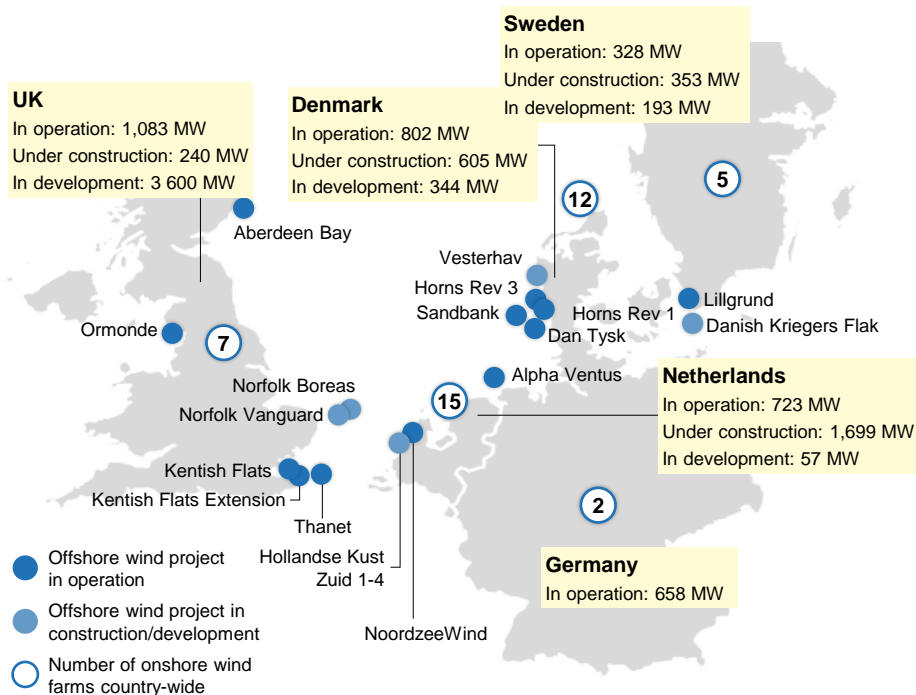 Sweden
In operation: 328 MW
Under construction: 353 MW
In development: 193 MW
UK
In operation: 1,083 MW
Under construction: 240 MW
In development: 3 600 MW
Denmark
In operation: 802 MW
Under construction: 605 MW
In development: 344 MW
5
12
Aberdeen Bay
Vesterhav
Horns Rev 3
Sandbank
Horns Rev 1
Dan Tysk
Lillgrund
Danish Kriegers Flak
Ormonde
7
Alpha Ventus
Norfolk Boreas
Norfolk Vanguard
15
Netherlands
In operation: 723 MW
Under construction: 1,699 MW
In development: 57 MW
Kentish Flats
Kentish Flats Extension
Thanet
Hollandse Kust
Zuid 1-4
NoordzeeWind
2
Germany
In operation: 658 MW
Offshore wind project
in operation
Offshore wind project in
construction/development
Number of onshore wind
farms country-wide